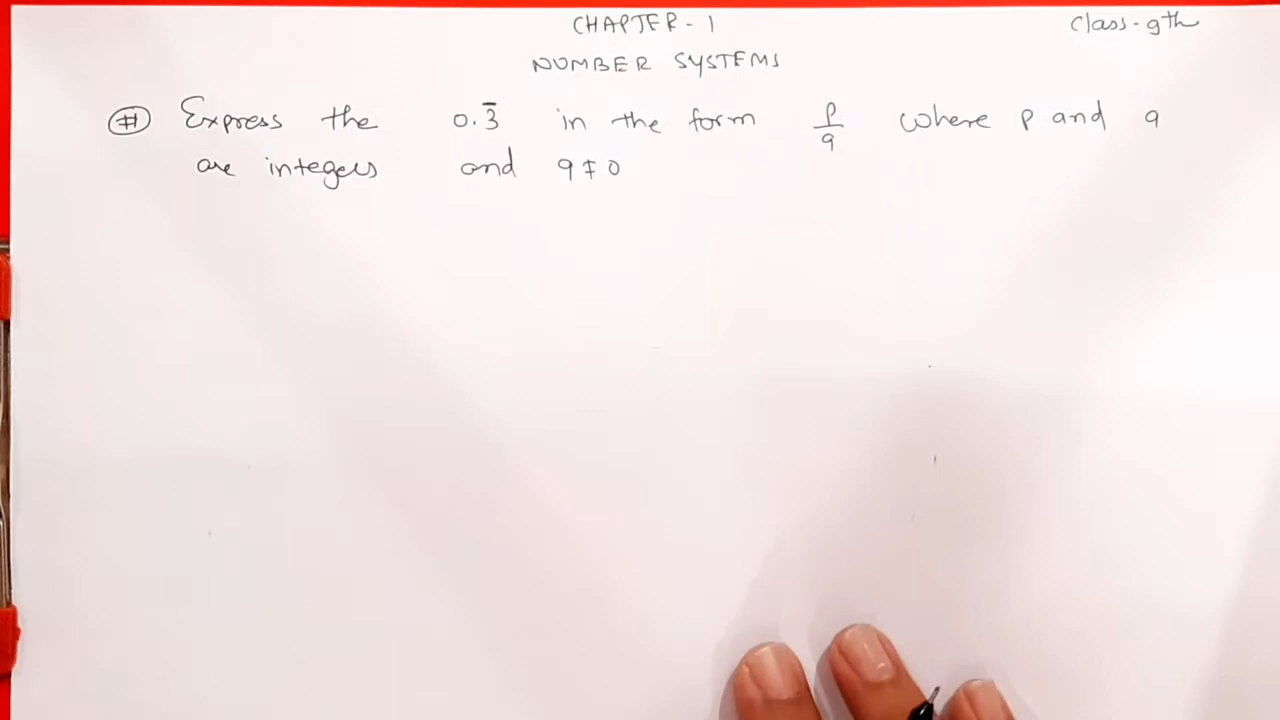 CHAPTER-1
Class-9th
NUMBER SYSTEMS
# Express the 0.3̅ in the form p/q where p and q
are integers and q ≠ 0